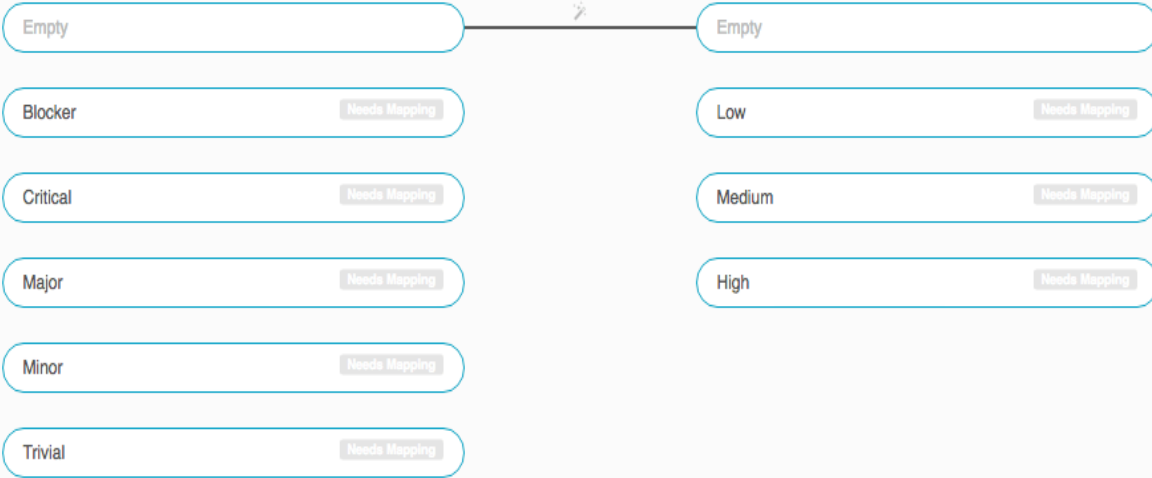 Empty Empty
Blocker Needs Mapping Low Needs Mapping
Critical Needs Mapping Medium Needs Mapping
Major Needs Mapping High Needs Mapping
Minor Needs Mapping
Trivial Needs Mapping